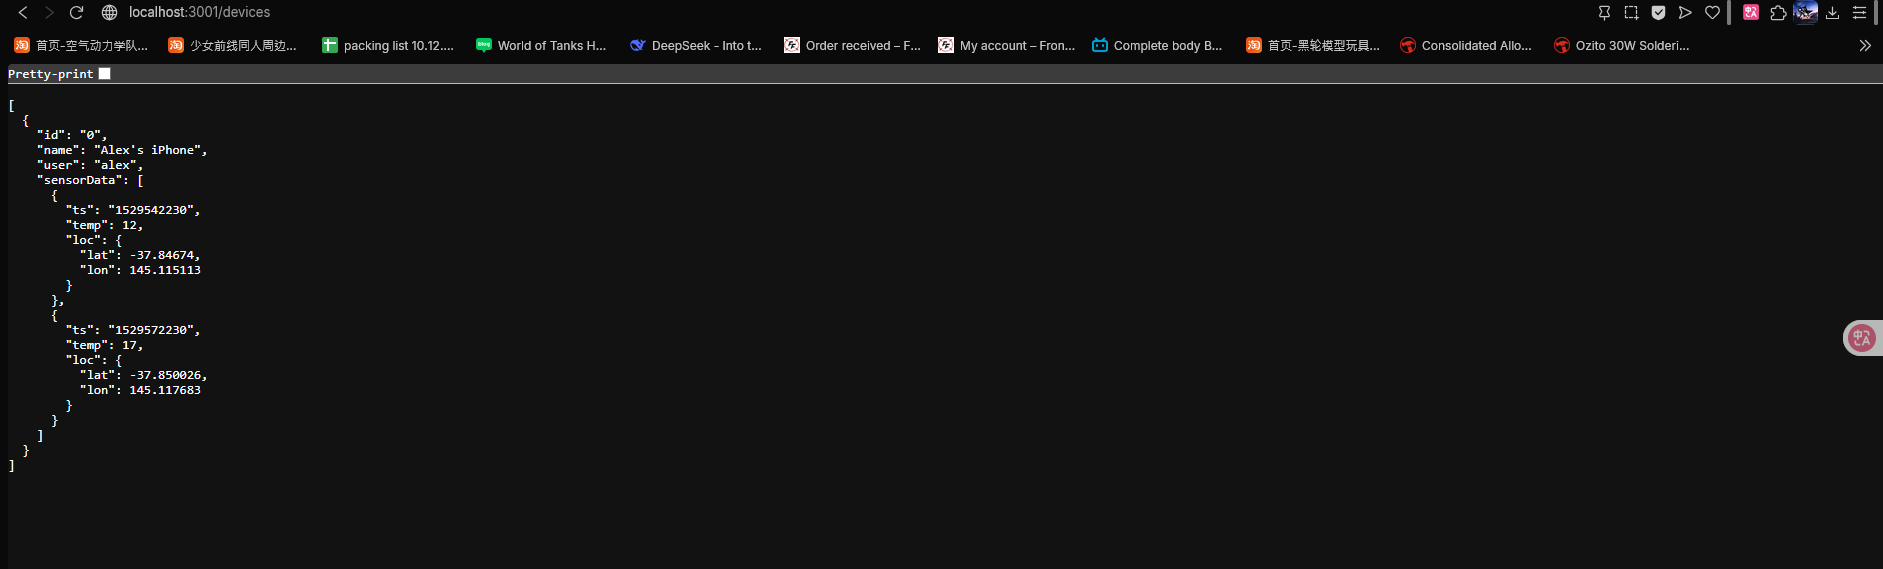 localhost:3001/devices
首页-空气动力学队...
少女前线同人周边...
packing list 10.12....
World of Tanks H...
DeepSeek - Into t...
Order received – F...
My account – Fron...
Complete body B...
首页-黑轮模型玩具...
Consolidated Allo...
Ozito 30W Solderi...
Pretty-print
[
  {
    "id": "0",
    "name": "Alex's iPhone",
    "user": "alex",
    "sensorData": [
      {
        "ts": "1529542230",
        "temp": 12,
        "loc": {
          "lat": -37.84674,
          "lon": 145.115113
        }
      },
      {
        "ts": "1529572230",
        "temp": 17,
        "loc": {
          "lat": -37.850026,
          "lon": 145.117683
        }
      }
    ]
  }
]